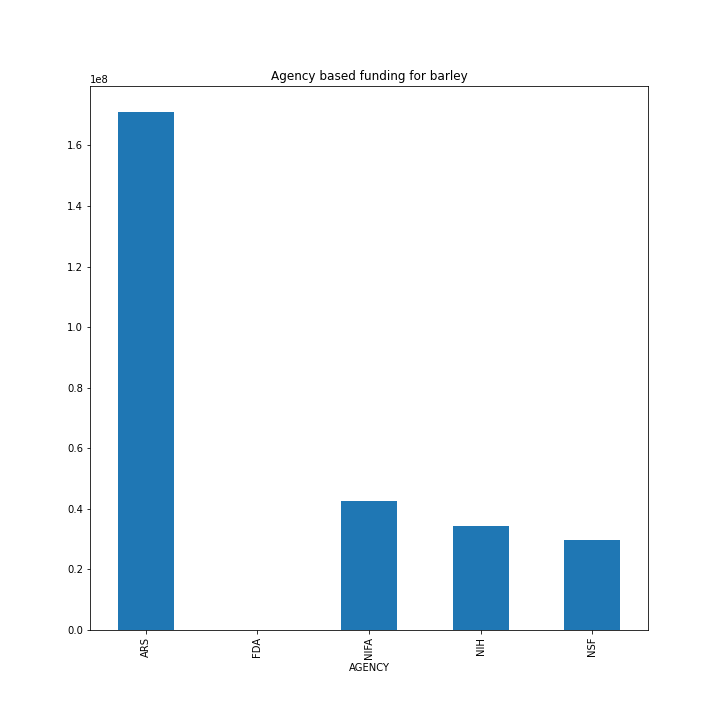 Agency based funding for barley
1e8
1.6
1.4
1.2
1.0
0.8
0.6
0.4
0.2
0.0
ARS
FDA
NIFA
NIH
NSF
AGENCY